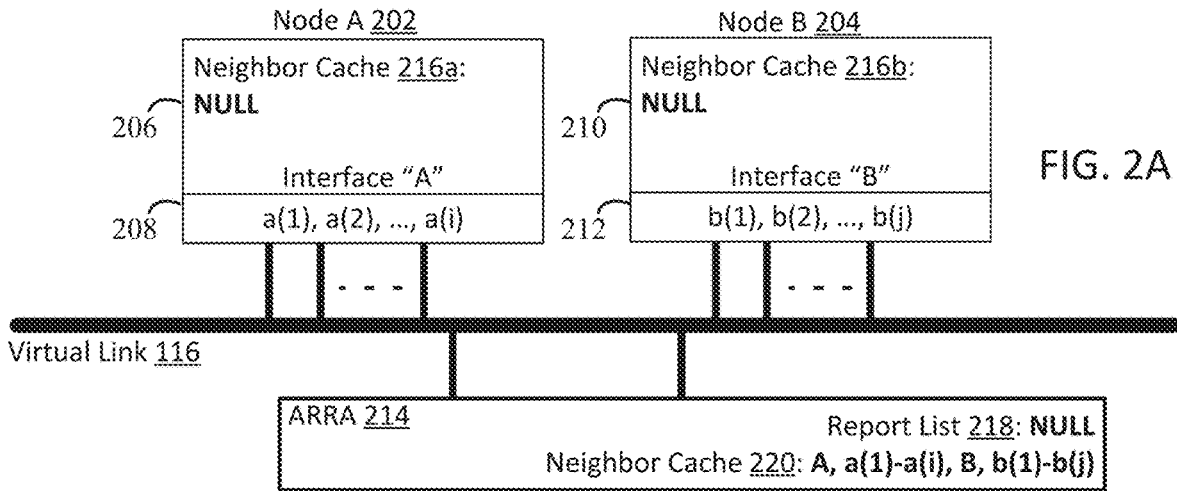 Node A 202
Node B 204
Neighbor Cache 216a:
NULL
206
Interface "A"
208
a(1), a(2), ..., a(i)
Neighbor Cache 216b:
NULL
210
Interface "B"
212
b(1), b(2), ..., b(j)
FIG. 2A
- - -
- - -
Virtual Link 116
ARRA 214
Report List 218: NULL
Neighbor Cache 220: A, a(1)-a(i), B, b(1)-b(j)